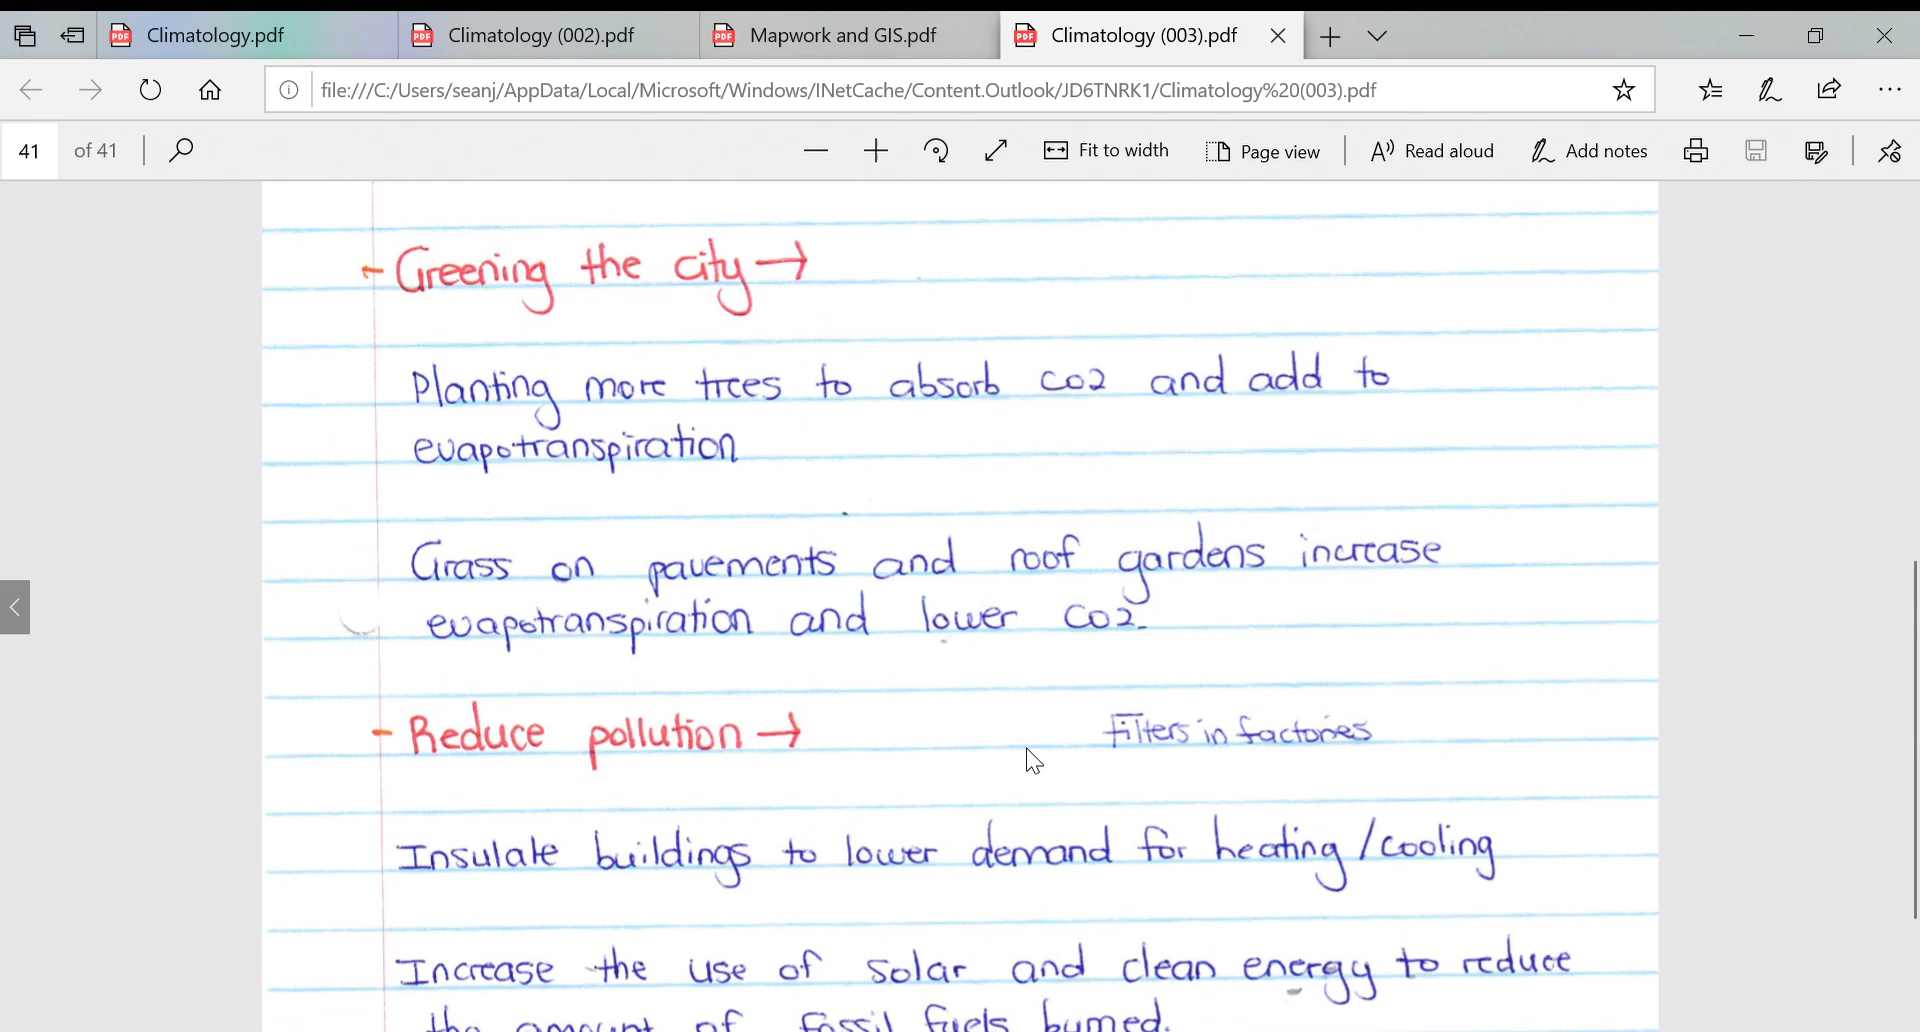 Climatology.pdf
Climatology (002).pdf
Mapwork and GIS.pdf
Climatology (003).pdf
file:///C:/Users/seanj/AppData/Local/Microsoft/Windows/INetCache/Content.Outlook/JD6TNRK1/Climatology%20(003).pdf
41 of 41
Fit to width
Page view
Read aloud
Add notes
- Greening the city →
Planting more trees to absorb co2 and add to
evapotranspiration
Grass on pavements and roof gardens increase
evapotranspiration and lower CO2.
- Reduce pollution → Filters in factories
Insulate buildings to lower demand for heating/cooling
Increase the use of solar and clean energy to reduce
the amount of fossil fuels burned.